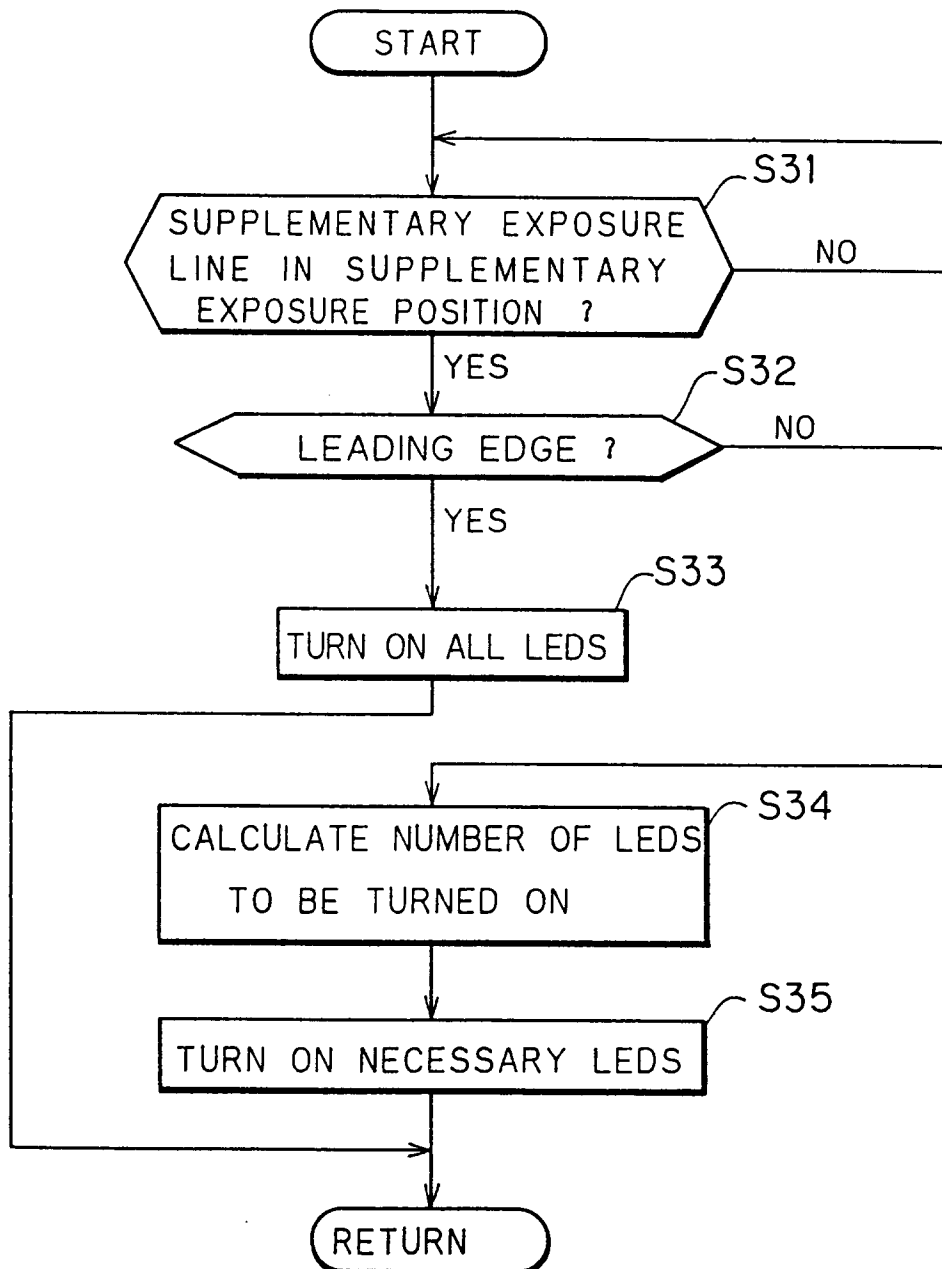 START
S31
SUPPLEMENTARY EXPOSURE
LINE IN SUPPLEMENTARY
EXPOSURE POSITION ?
NO
YES
S32
LEADING EDGE ?
NO
YES
S33
TURN ON ALL LEDS
S34
CALCULATE NUMBER OF LEDS
TO BE TURNED ON
S35
TURN ON NECESSARY LEDS
RETURN